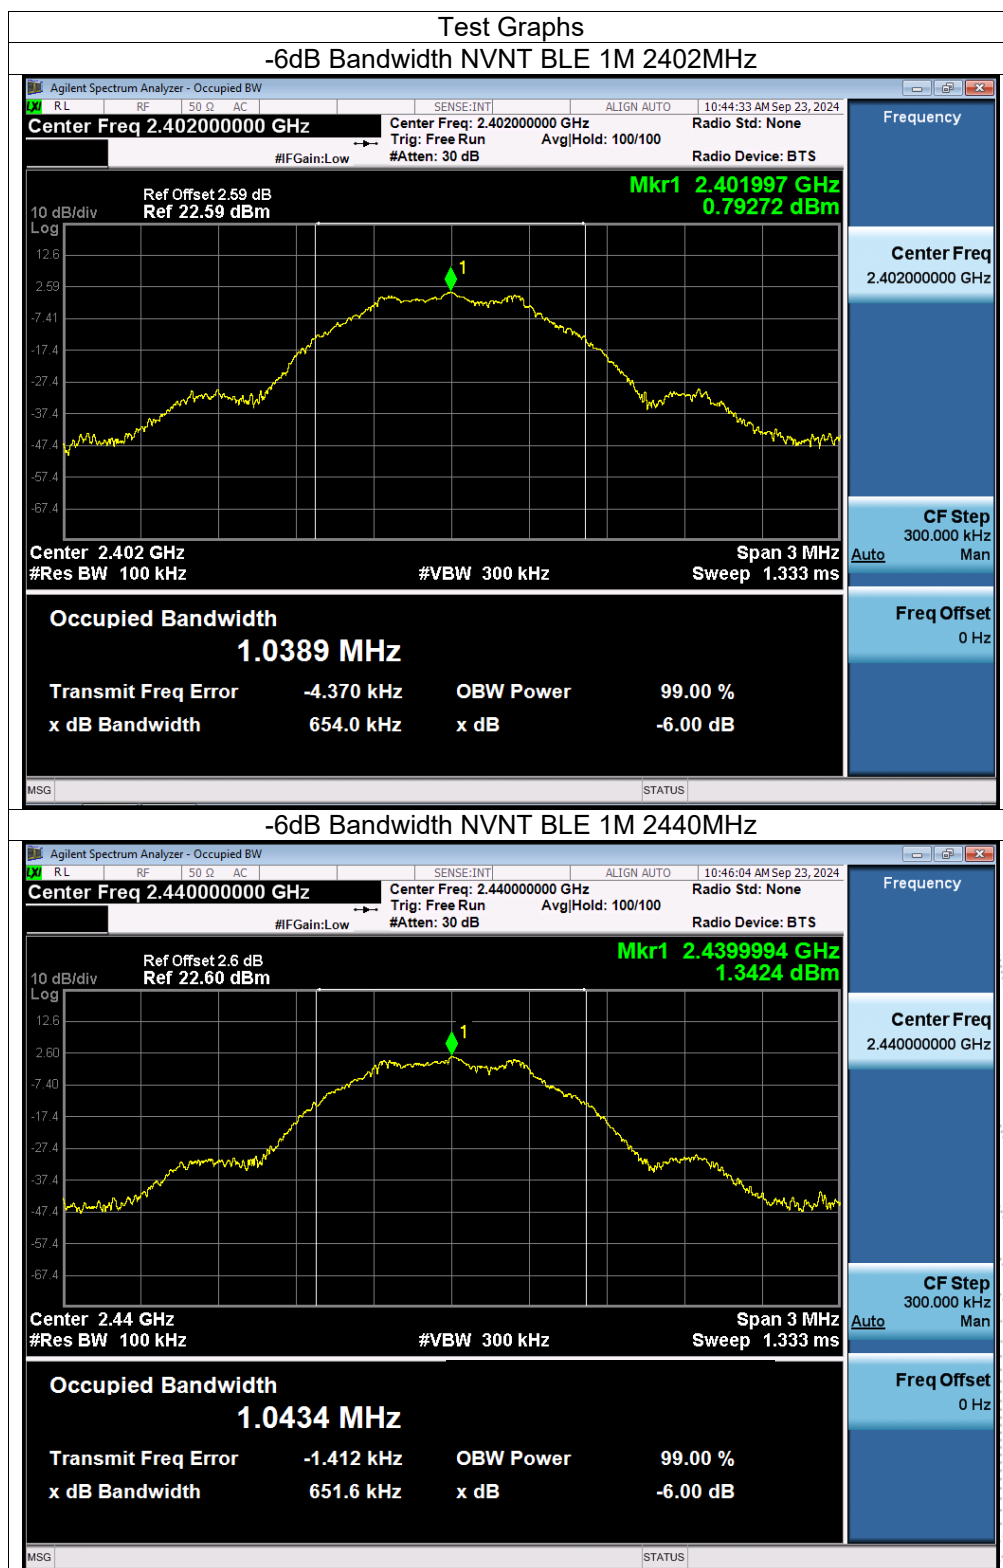 Test Graphs
-6dB Bandwidth NVNT BLE 1M 2402MHz
Agilent Spectrum Analyzer - Occupied BW
LXI RL RF 50 Ω AC SENSE:INT ALIGN AUTO 10:44:33 AM Sep 23, 2024
Center Freq 2.402000000 GHz
Center Freq: 2.402000000 GHz
Radio Std: None
Trig: Free Run Avg|Hold: 100/100
#IFGain:Low #Atten: 30 dB
Radio Device: BTS
Frequency
Ref Offset 2.59 dB
Mkr1 2.401997 GHz
10 dB/div Ref 22.59 dBm
0.79272 dBm
Log
12.6
2.59
-7.41
-17.4
-27.4
-37.4
-47.4
-57.4
-67.4
1
Center Freq
2.402000000 GHz
Center 2.402 GHz
Span 3 MHz
#Res BW 100 kHz
#VBW 300 kHz
Sweep 1.333 ms
CF Step
300.000 kHz
Auto Man
Occupied Bandwidth
1.0389 MHz
Freq Offset
0 Hz
Transmit Freq Error -4.370 kHz OBW Power 99.00 %
x dB Bandwidth 654.0 kHz x dB -6.00 dB
MSG STATUS
-6dB Bandwidth NVNT BLE 1M 2440MHz
Agilent Spectrum Analyzer - Occupied BW
LXI RL RF 50 Ω AC SENSE:INT ALIGN AUTO 10:46:04 AM Sep 23, 2024
Center Freq 2.440000000 GHz
Center Freq: 2.440000000 GHz
Radio Std: None
Trig: Free Run Avg|Hold: 100/100
#IFGain:Low #Atten: 30 dB
Radio Device: BTS
Frequency
Ref Offset 2.6 dB
Mkr1 2.4399994 GHz
10 dB/div Ref 22.60 dBm
1.3424 dBm
Log
12.6
2.60
-7.40
-17.4
-27.4
-37.4
-47.4
-57.4
-67.4
1
Center Freq
2.440000000 GHz
Center 2.44 GHz
Span 3 MHz
#Res BW 100 kHz
#VBW 300 kHz
Sweep 1.333 ms
CF Step
300.000 kHz
Auto Man
Occupied Bandwidth
1.0434 MHz
Freq Offset
0 Hz
Transmit Freq Error -1.412 kHz OBW Power 99.00 %
x dB Bandwidth 651.6 kHz x dB -6.00 dB
MSG STATUS